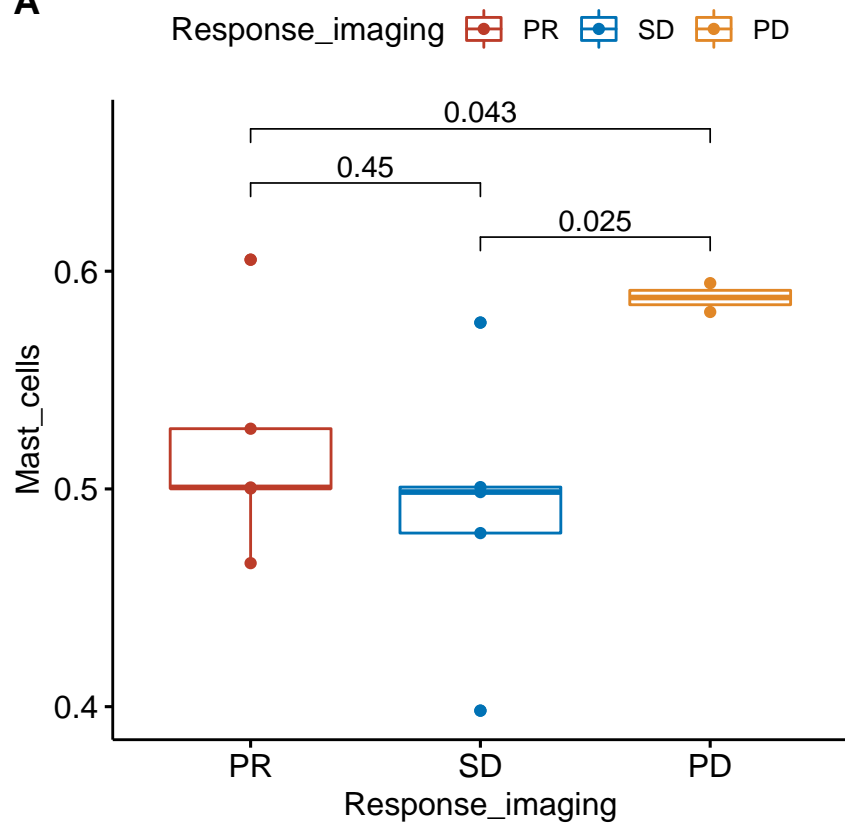 A
Response_imaging PR SD PD
0.043
0.45
0.025
0.6
0.5
0.4
Mast_cells
PR SD PD
Response_imaging